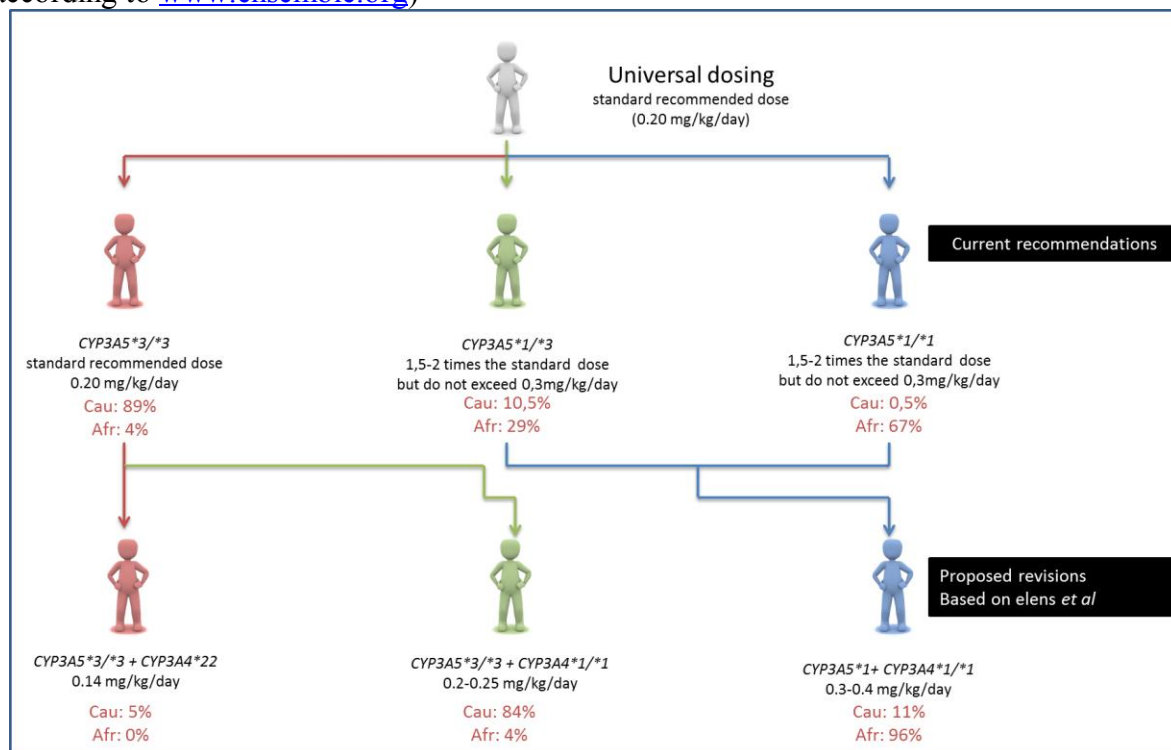 according to www.ensemble.org)
Universal dosing
standard recommended dose
(0.20 mg/kg/day)
Current recommendations
CYP3A5*3/*3
standard recommended dose
0.20 mg/kg/day
Cau: 89%
Afr: 4%
CYP3A5*1/*3
1,5-2 times the standard dose
but do not exceed 0,3mg/kg/day
Cau: 10,5%
Afr: 29%
CYP3A5*1/*1
1,5-2 times the standard dose
but do not exceed 0,3mg/kg/day
Cau: 0,5%
Afr: 67%
Proposed revisions
Based on elens et al
CYP3A5*3/*3 + CYP3A4*22
0.14 mg/kg/day
Cau: 5%
Afr: 0%
CYP3A5*3/*3 + CYP3A4*1/*1
0.2-0.25 mg/kg/day
Cau: 84%
Afr: 4%
CYP3A5*1+ CYP3A4*1/*1
0.3-0.4 mg/kg/day
Cau: 11%
Afr: 96%